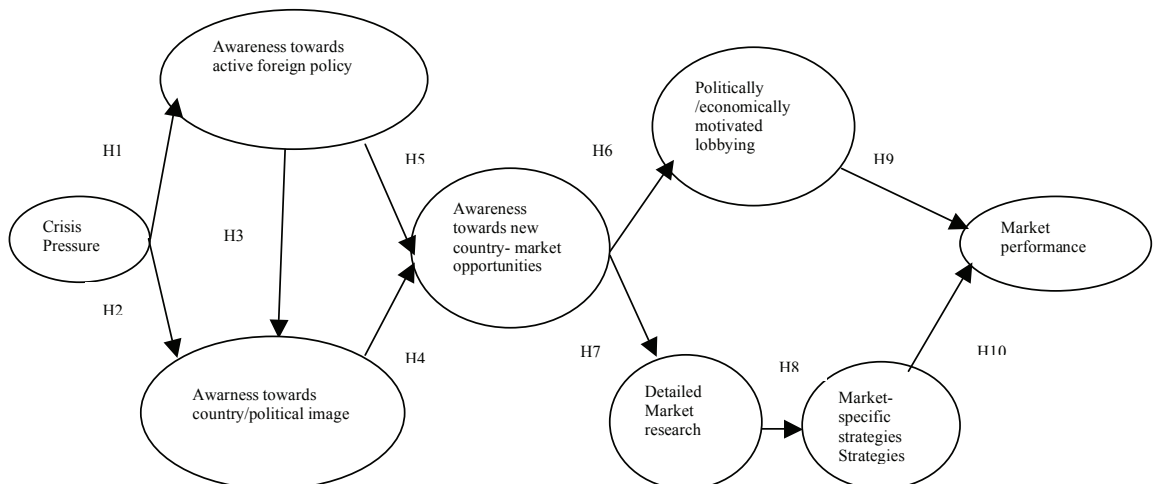 Awareness towards
active foreign policy
H1
H5
Crisis
Pressure
H3
H2
H4
Awarness towards
country/political image
Awareness
towards new
country- market
opportunities
H6
H7
Politically
/economically
motivated
lobbying
H9
Detailed
Market
research
H8
Market-
specific
strategies
Strategies
H10
Market
performance